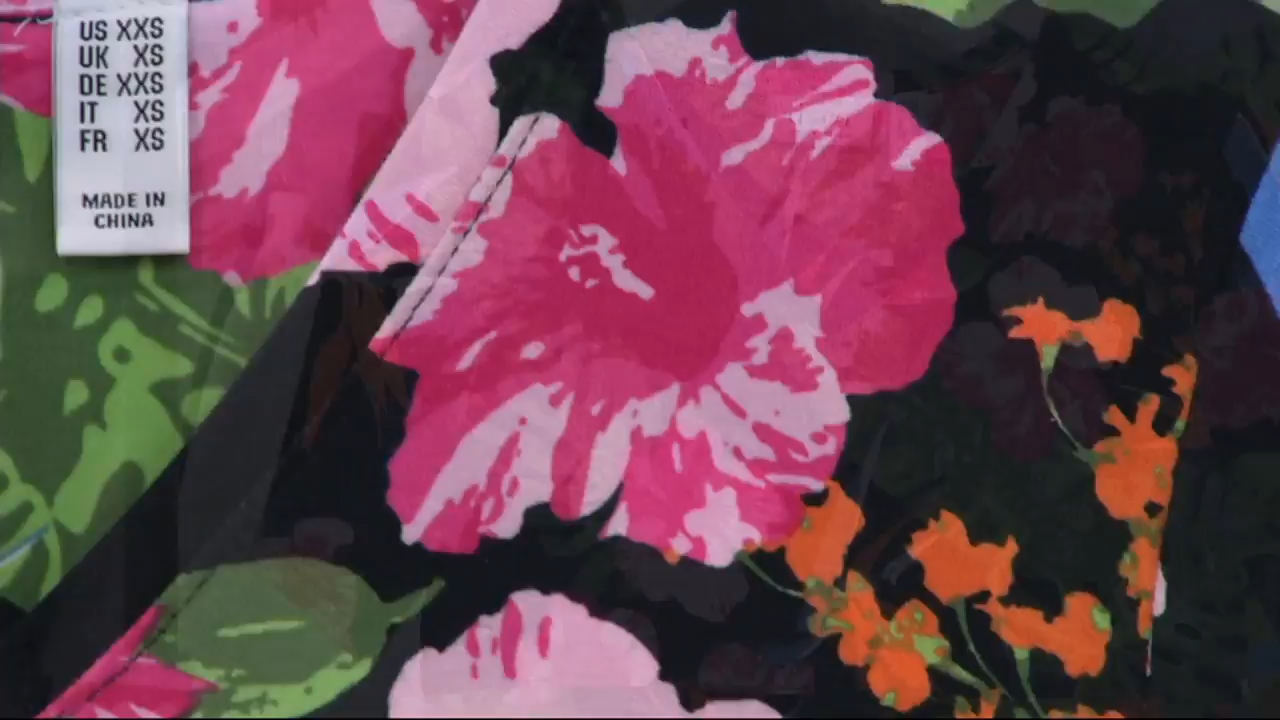 US XXS
UK XS
DE XXS
IT XS
FR XS
MADE IN
CHINA